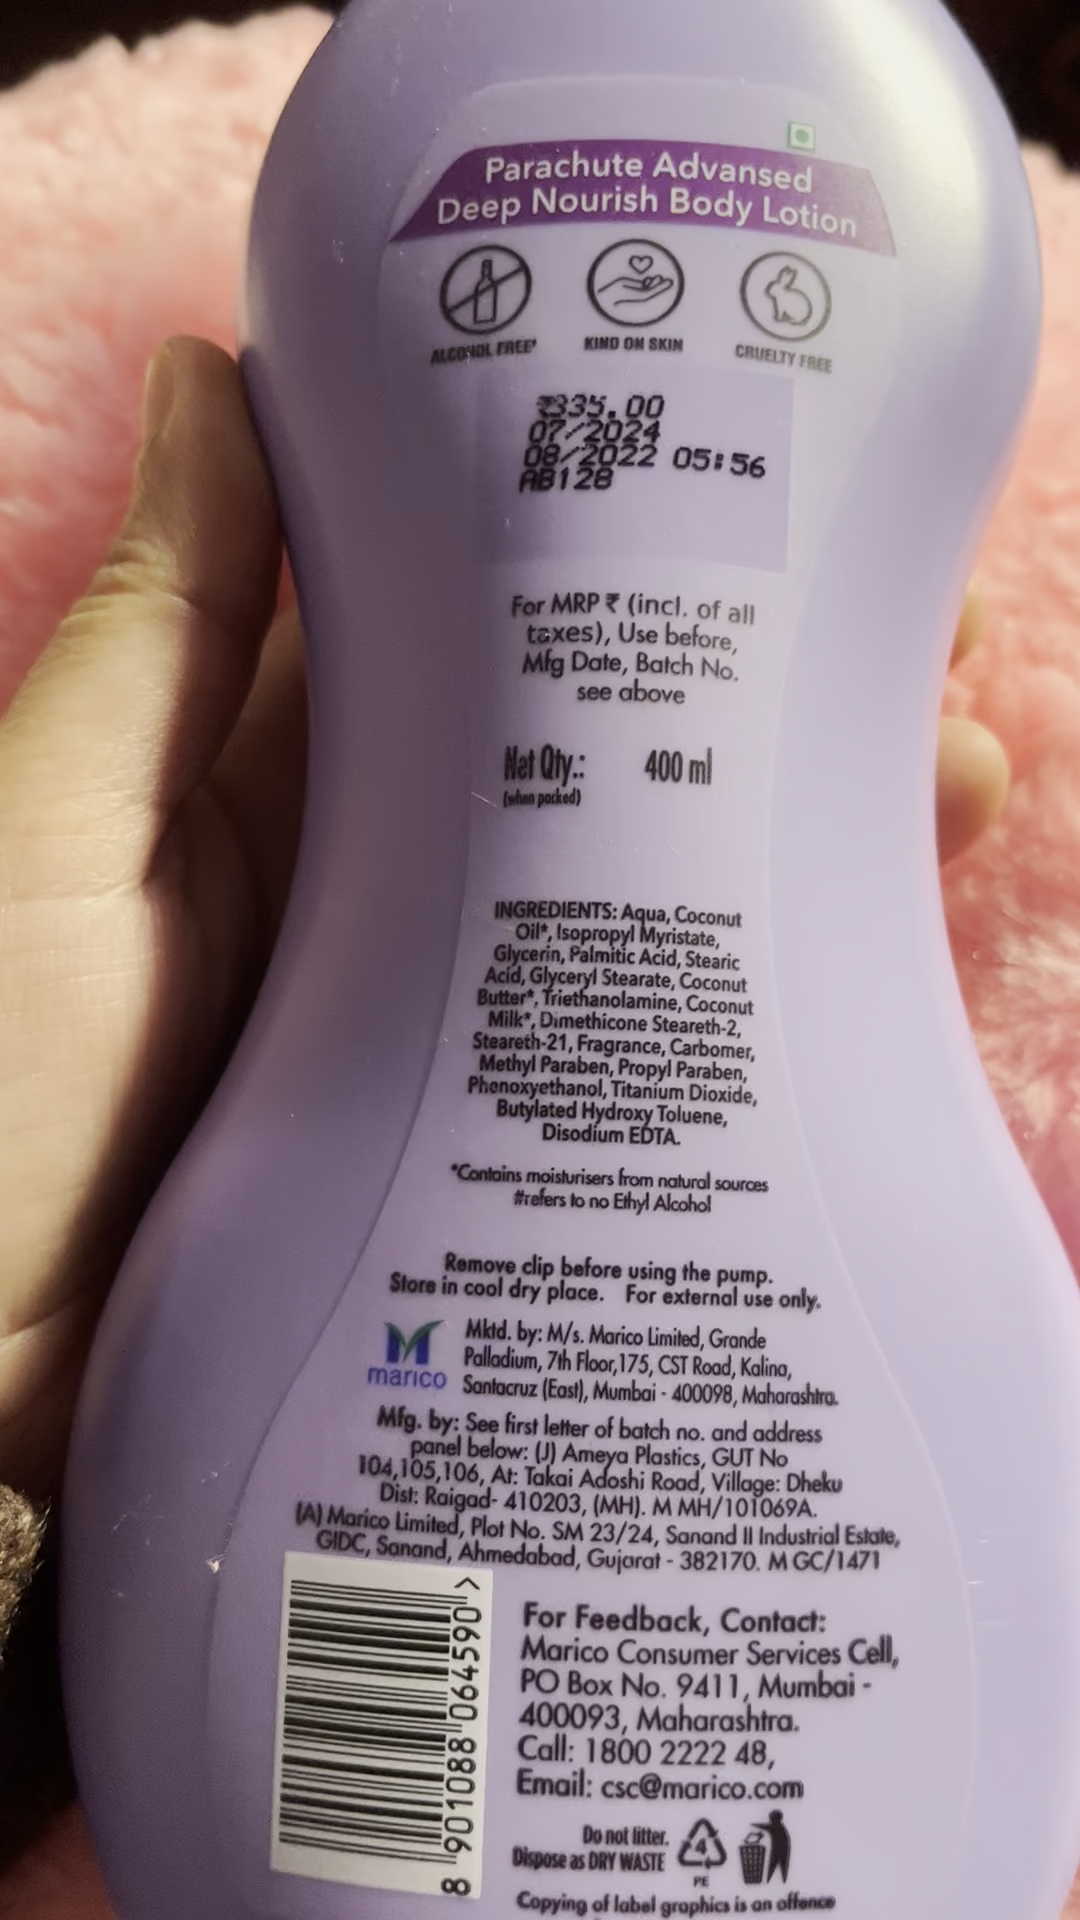 Parachute Advansed
Deep Nourish Body Lotion
ALCOHOL FREE#
KIND ON SKIN
CRUELTY FREE
₹335.00
07/2024
08/2022 05:56
AB128
For MRP ₹ (incl. of all
taxes), Use before,
Mfg Date, Batch No.
see above
Net Qty.: 400 ml
(when packed)
INGREDIENTS: Aqua, Coconut
Oil*, Isopropyl Myristate,
Glycerin, Palmitic Acid, Stearic
Acid, Glyceryl Stearate, Coconut
Butter*, Triethanolamine, Coconut
Milk*, Dimethicone Steareth-2,
Steareth-21, Fragrance, Carbomer,
Methyl Paraben, Propyl Paraben,
Phenoxyethanol, Titanium Dioxide,
Butylated Hydroxy Toluene,
Disodium EDTA.
*Contains moisturisers from natural sources
#refers to no Ethyl Alcohol
Remove clip before using the pump.
Store in cool dry place. For external use only.
marico
Mktd. by: M/s. Marico Limited, Grande
Palladium, 7th Floor,175, CST Road, Kalina,
Santacruz (East), Mumbai - 400098, Maharashtra.
Mfg. by: See first letter of batch no. and address
panel below: (J) Ameya Plastics, GUT No
104,105,106, At: Takai Adoshi Road, Village: Dheku
Dist: Raigad- 410203, (MH). M MH/101069A.
(A) Marico Limited, Plot No. SM 23/24, Sanand II Industrial Estate,
GIDC, Sanand, Ahmedabad, Gujarat - 382170. M GC/1471
8 901088 064590 >
For Feedback, Contact:
Marico Consumer Services Cell,
PO Box No. 9411, Mumbai -
400093, Maharashtra.
Call: 1800 2222 48,
Email: csc@marico.com
Do not litter.
Dispose as DRY WASTE
4
PE
Copying of label graphics is an offence